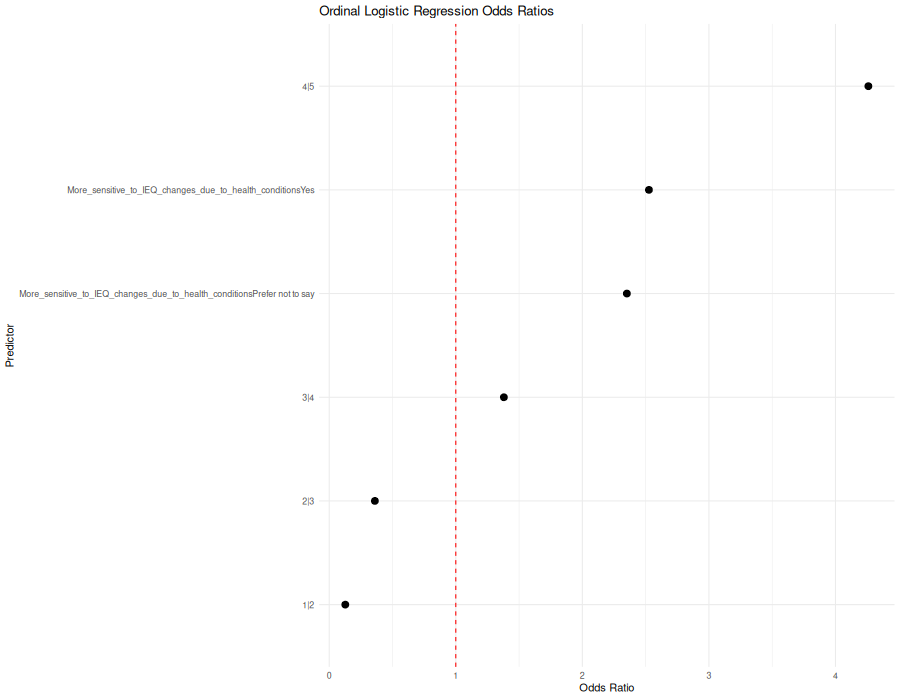 Ordinal Logistic Regression Odds Ratios
4|5
More_sensitive_to_IEQ_changes_due_to_health_conditionsYes
More_sensitive_to_IEQ_changes_due_to_health_conditionsPrefer not to say
Predictor
3|4
2|3
1|2
0 1 2 3 4
Odds Ratio